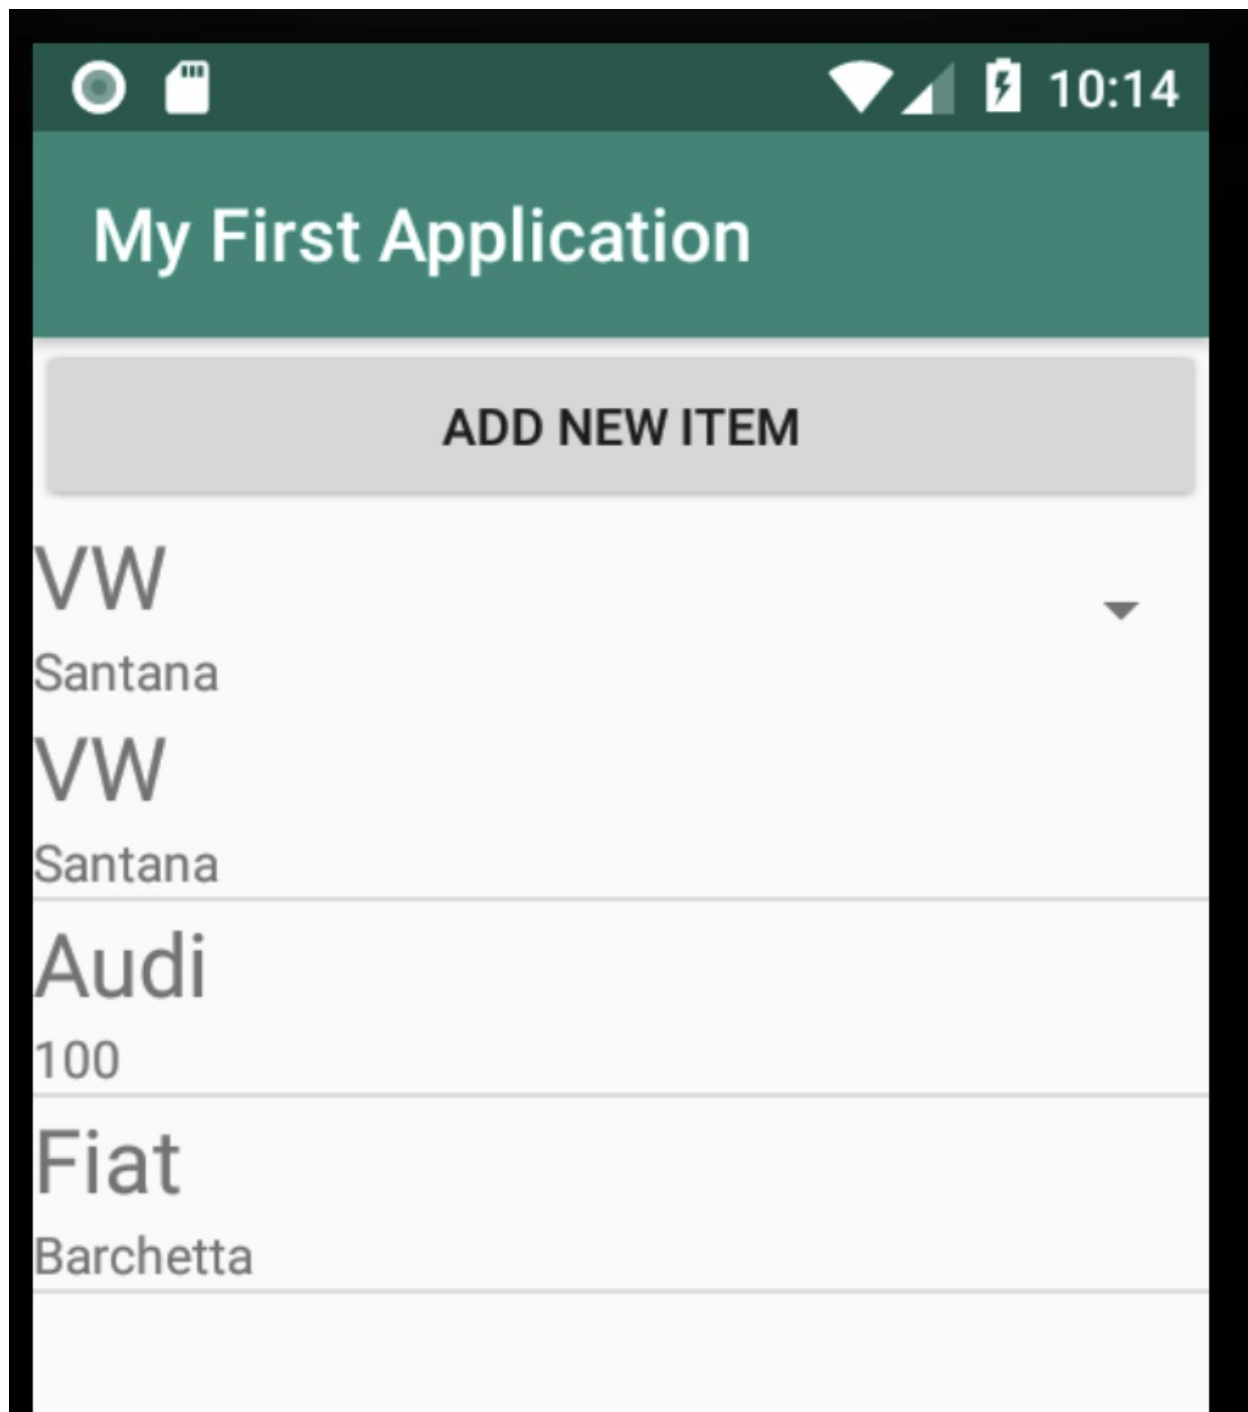 10:14
My First Application
ADD NEW ITEM
VW
Santana
VW
Santana
Audi
100
Fiat
Barchetta